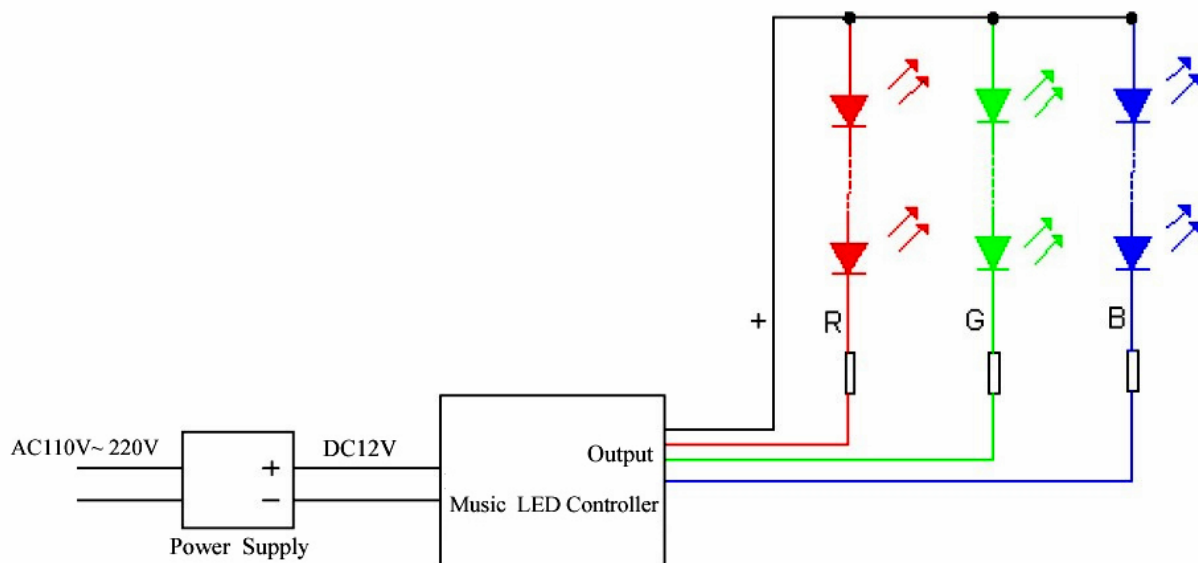 +
R
G
B
AC110V~ 220V
DC12V
+
−
Output
Music LED Controller
Power Supply